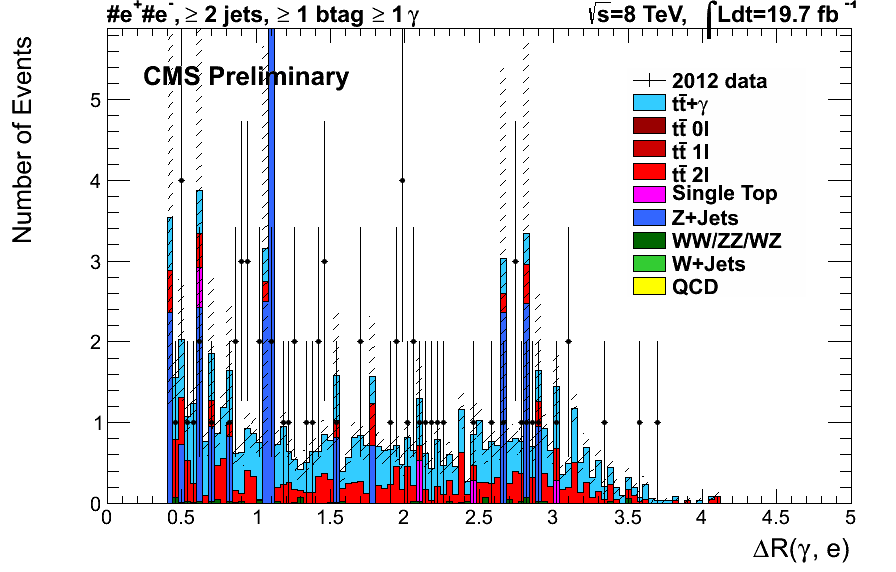 #e⁺#e⁻, ≥ 2 jets, ≥ 1 btag ≥ 1 γ
√s=8 TeV, ∫Ldt=19.7 fb⁻¹
CMS Preliminary
Number of Events
5
4
3
2
1
0
2012 data
tt̄+γ
tt̄ 0l
tt̄ 1l
tt̄ 2l
Single Top
Z+Jets
WW/ZZ/WZ
W+Jets
QCD
0 0.5 1 1.5 2 2.5 3 3.5 4 4.5 5
ΔR(γ, e)